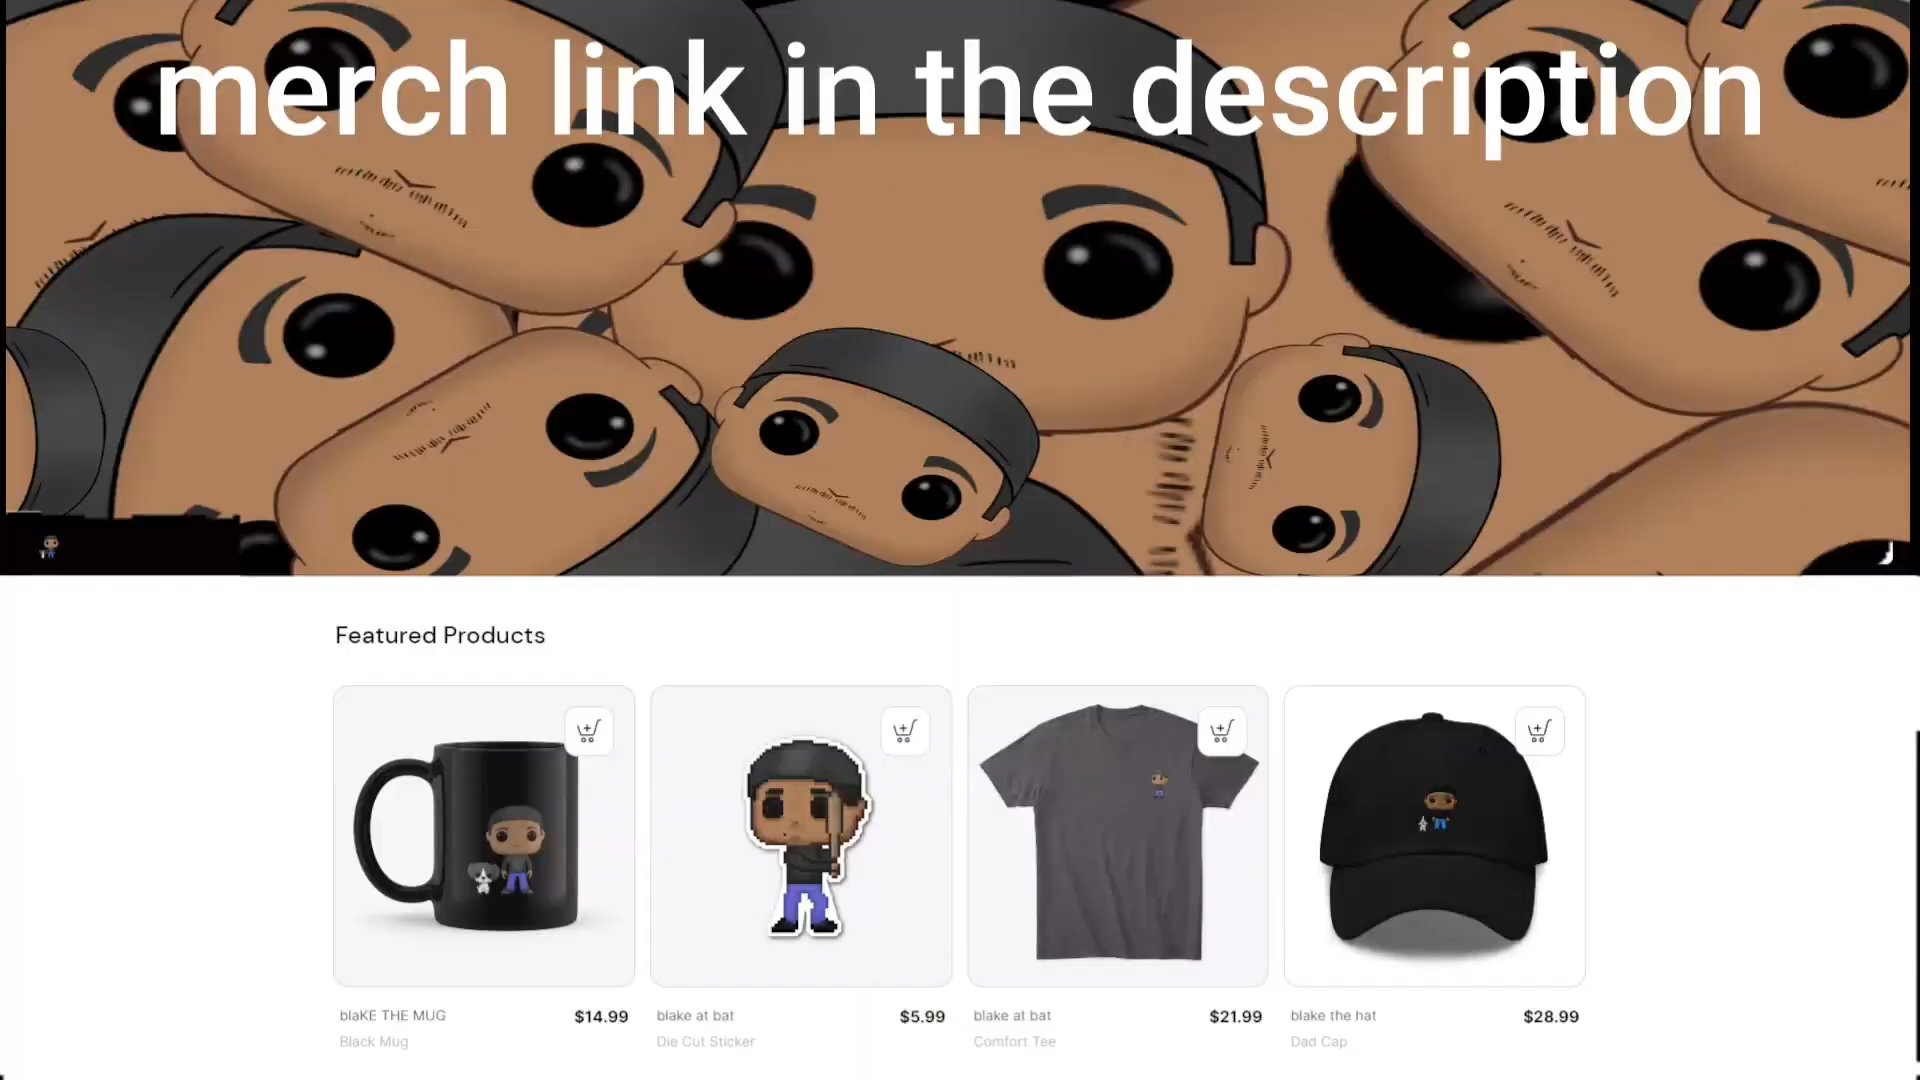 merch link in the description
Featured Products
blaKE THE MUG $14.99
Black Mug
blake at bat $5.99
Die Cut Sticker
blake at bat $21.99
Comfort Tee
blake the hat $28.99
Dad Cap